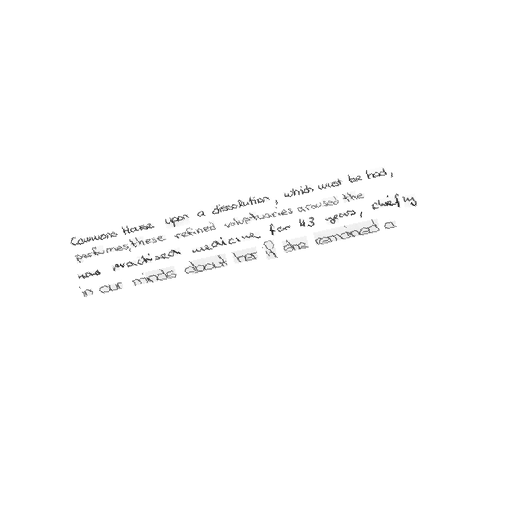 Commons House upon a dissolution, which must be had,
perfumes, these refined voluptuaries aroused the
has practised medicine for 43 years, chiefly
in our minds about her if she remained a